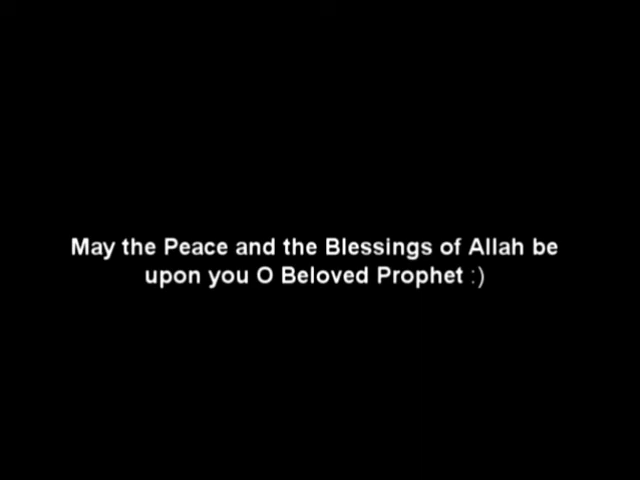 May the Peace and the Blessings of Allah be
upon you O Beloved Prophet :)